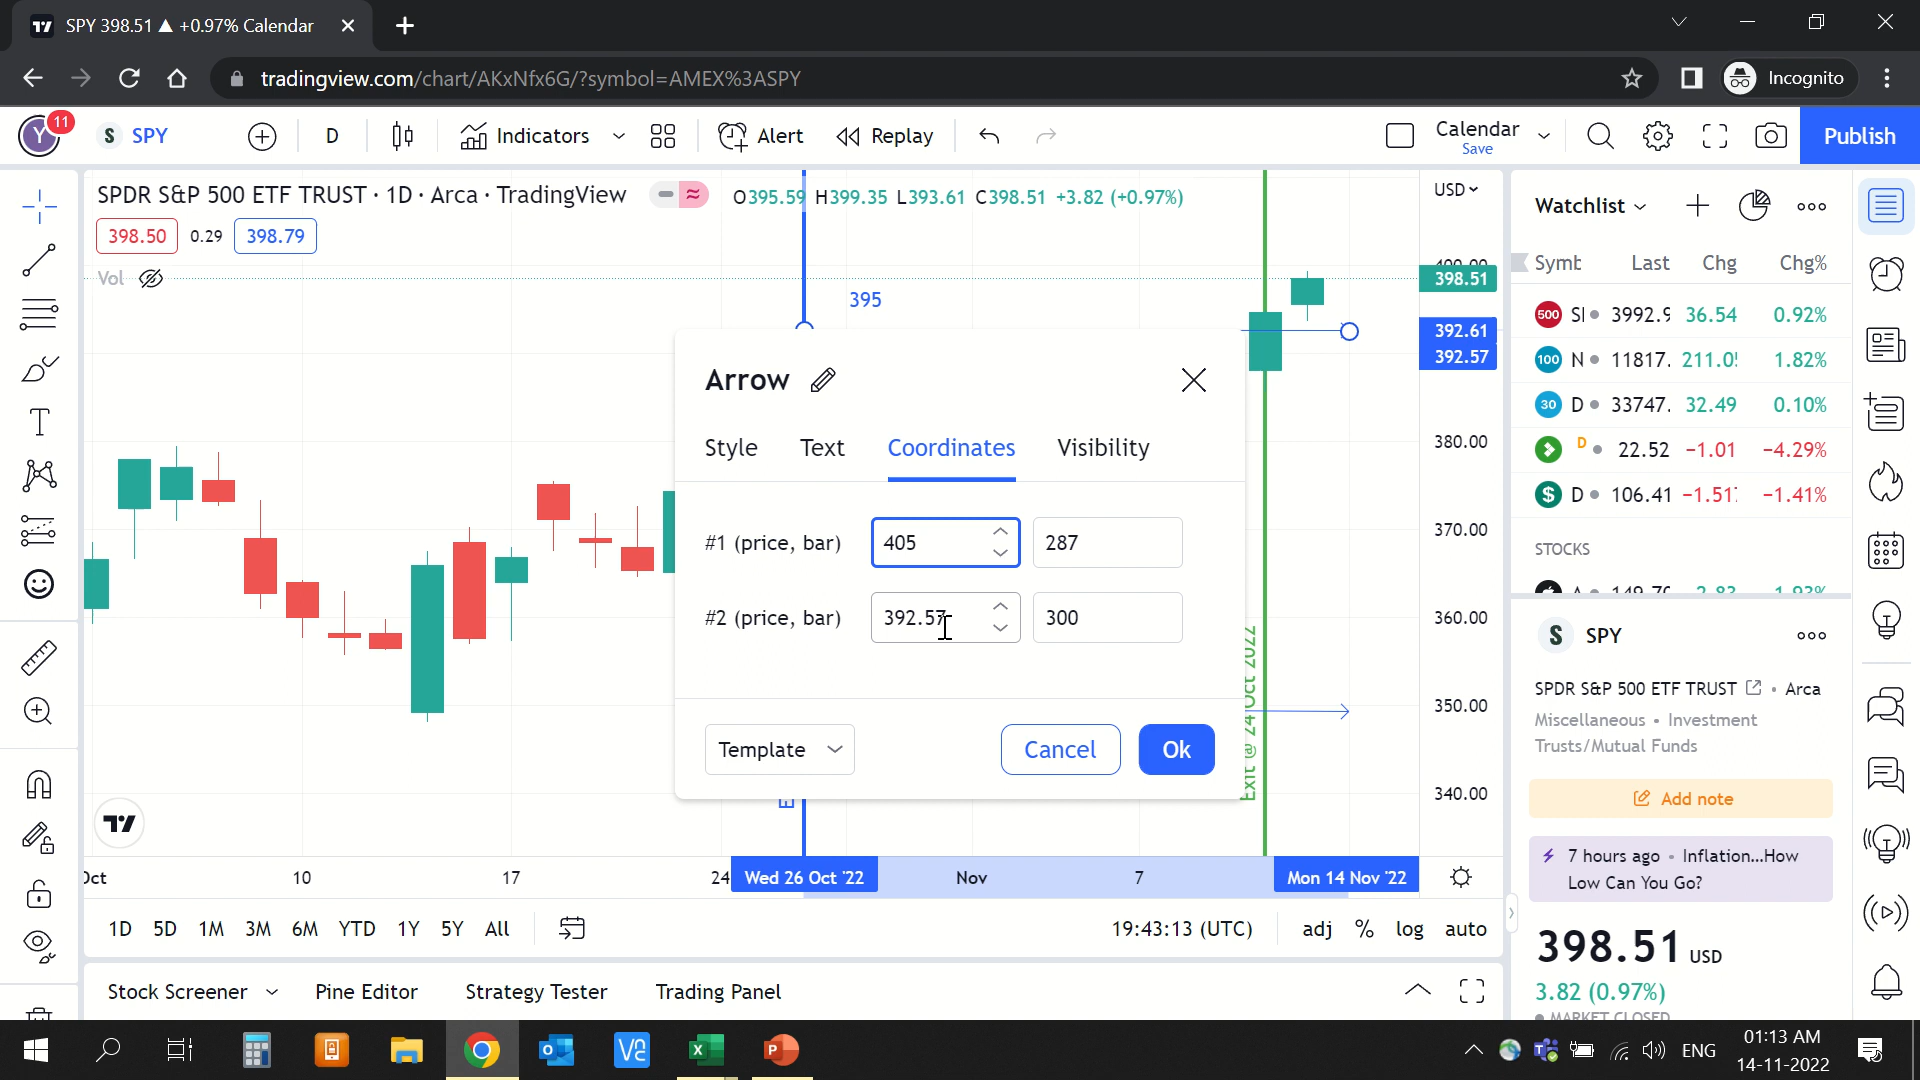 SPY 398.51 ▲ +0.97% Calendar
tradingview.com/chart/AKxNfx6G/?symbol=AMEX%3ASPY
Incognito
Y 11 S SPY D Indicators Alert Replay Calendar Save Publish
SPDR S&P 500 ETF TRUST · 1D · Arca · TradingView O395.59 H399.35 L393.61 C398.51 +3.82 (+0.97%) USD
398.50 0.29 398.79
Vol
395
398.51
392.61
392.57
380.00
370.00
360.00
350.00
340.00
Arrow
Style Text Coordinates Visibility
#1 (price, bar) 405 287
#2 (price, bar) 392.57 300
Template Cancel Ok
Exit @ 24 Oct 2022
10 17 24 Wed 26 Oct '22 Nov 7 Mon 14 Nov '22
1D 5D 1M 3M 6M YTD 1Y 5Y All 19:43:13 (UTC) adj % log auto
Stock Screener Pine Editor Strategy Tester Trading Panel
Watchlist
Last Chg Chg%
500 3992.9 36.54 0.92%
100 N 11817. 1.82%
30 D 33747. 32.49 0.10%
D 22.52 −1.01 −4.29%
$ D 106.41 −1.41%
STOCKS
S SPY
SPDR S&P 500 ETF TRUST · Arca
Miscellaneous • Investment
Trusts/Mutual Funds
Add note
7 hours ago • Inflation...How
Low Can You Go?
398.51 USD
3.82 (0.97%)
MARKET CLOSED
ENG
01:13 AM
14-11-2022